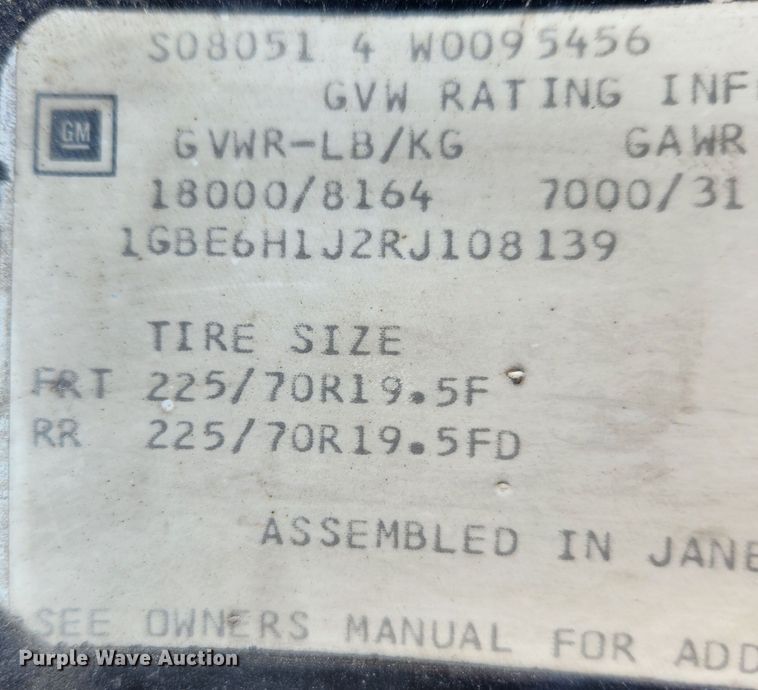 S08051 4 W0095456
GVW RATING INF
GM
GVWR-LB/KG GAWR
18000/8164 7000/31
1GBE6H1J2RJ108139
TIRE SIZE
FRT 225/70R19.5F
RR 225/70R19.5FD
ASSEMBLED IN JANE
SEE OWNERS MANUAL FOR ADD
Purple Wave Auction